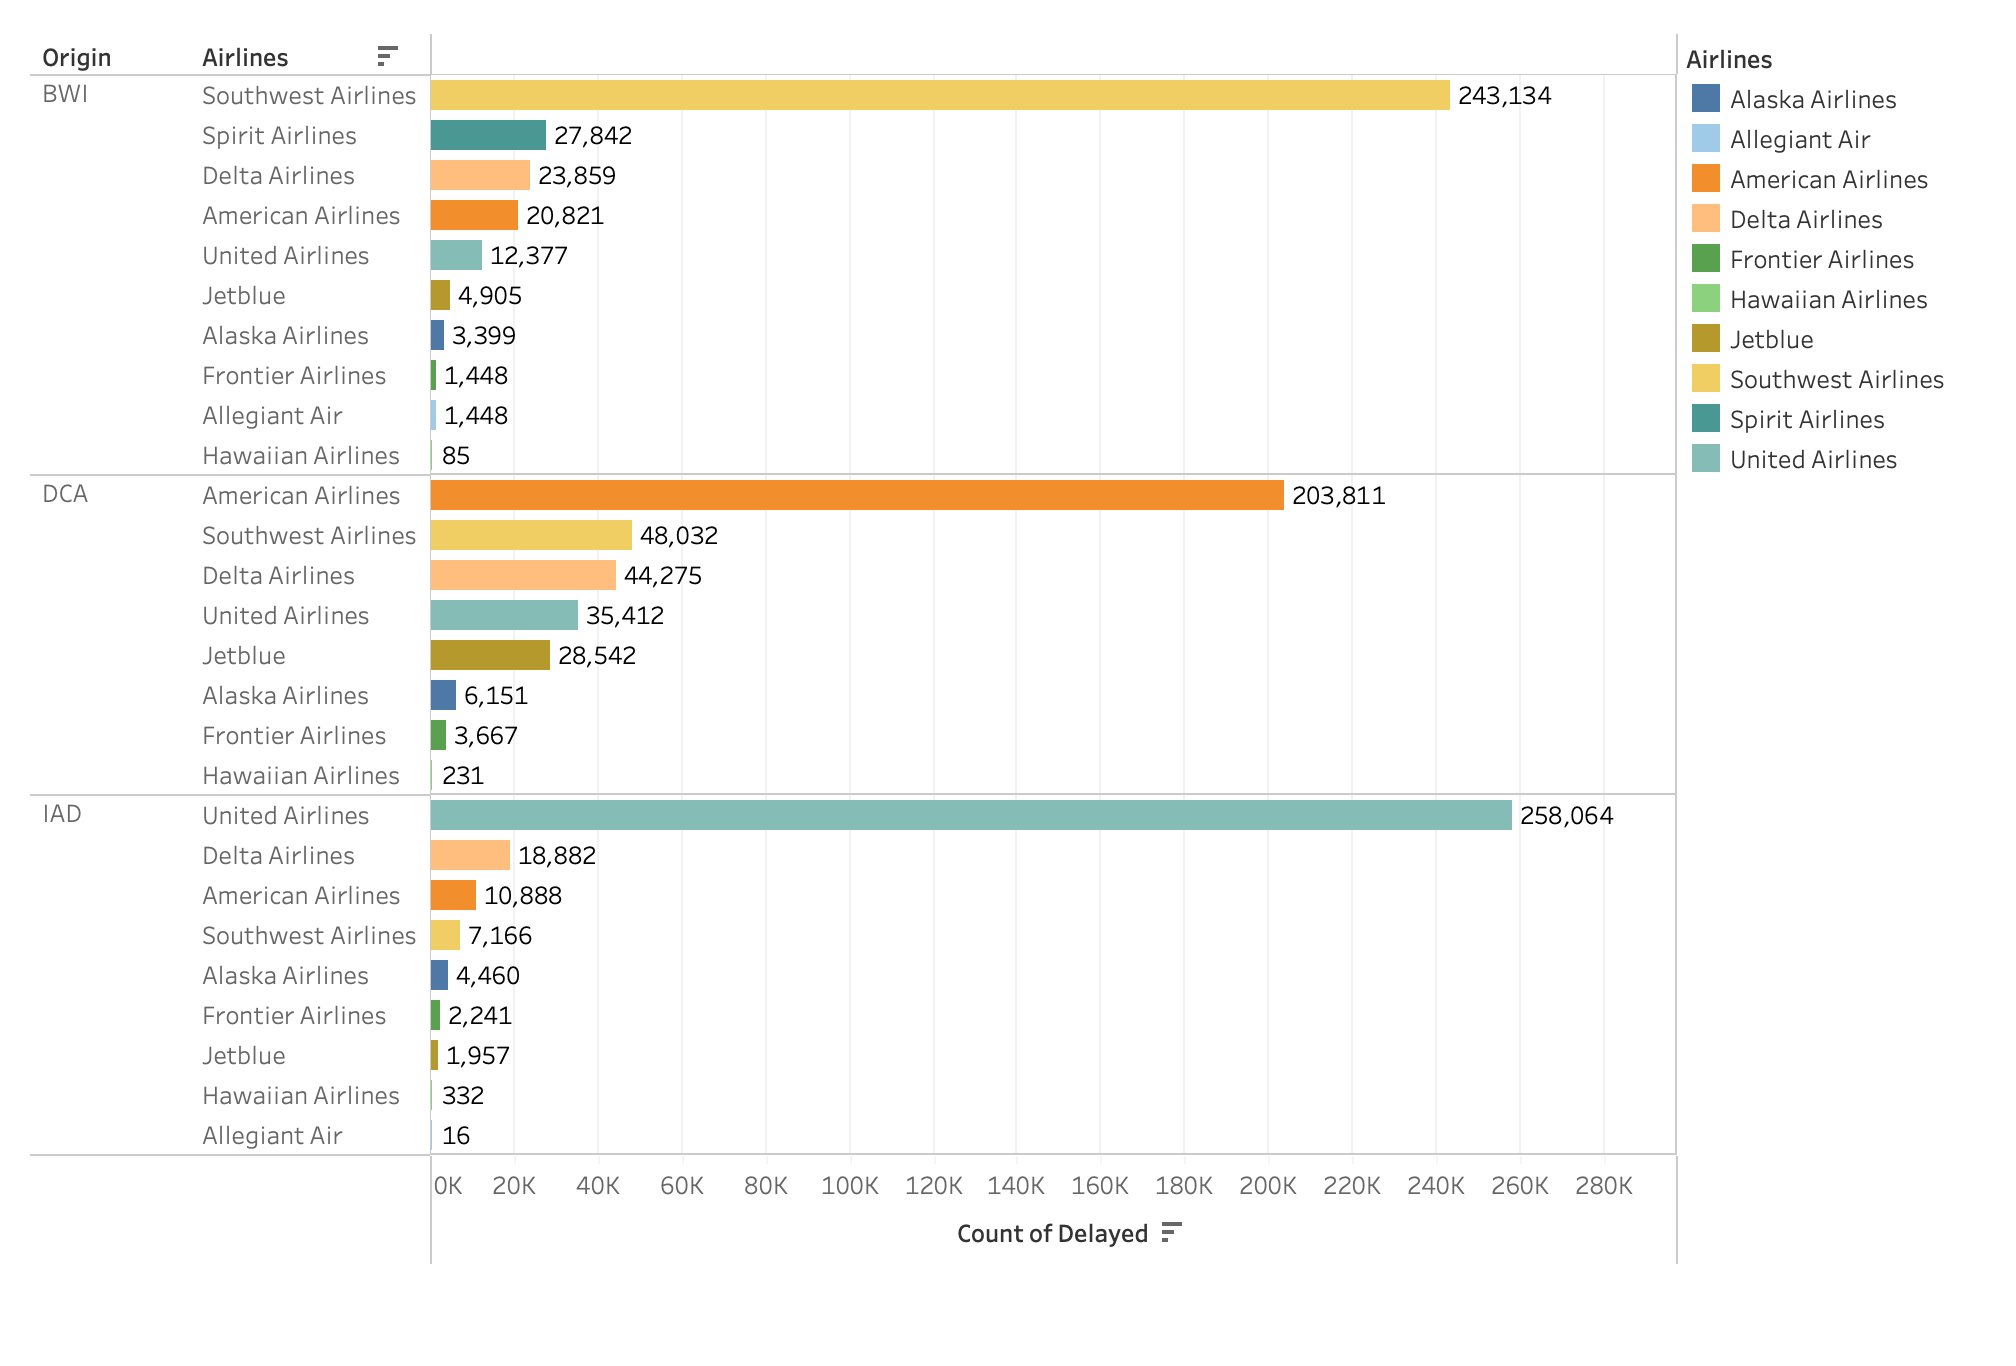 Origin Airlines
BWI Southwest Airlines 243,134
Spirit Airlines 27,842
Delta Airlines 23,859
American Airlines 20,821
United Airlines 12,377
Jetblue 4,905
Alaska Airlines 3,399
Frontier Airlines 1,448
Allegiant Air 1,448
Hawaiian Airlines 85
DCA American Airlines 203,811
Southwest Airlines 48,032
Delta Airlines 44,275
United Airlines 35,412
Jetblue 28,542
Alaska Airlines 6,151
Frontier Airlines 3,667
Hawaiian Airlines 231
IAD United Airlines 258,064
Delta Airlines 18,882
American Airlines 10,888
Southwest Airlines 7,166
Alaska Airlines 4,460
Frontier Airlines 2,241
Jetblue 1,957
Hawaiian Airlines 332
Allegiant Air 16
0K 20K 40K 60K 80K 100K 120K 140K 160K 180K 200K 220K 240K 260K 280K
Count of Delayed
Airlines
Alaska Airlines
Allegiant Air
American Airlines
Delta Airlines
Frontier Airlines
Hawaiian Airlines
Jetblue
Southwest Airlines
Spirit Airlines
United Airlines